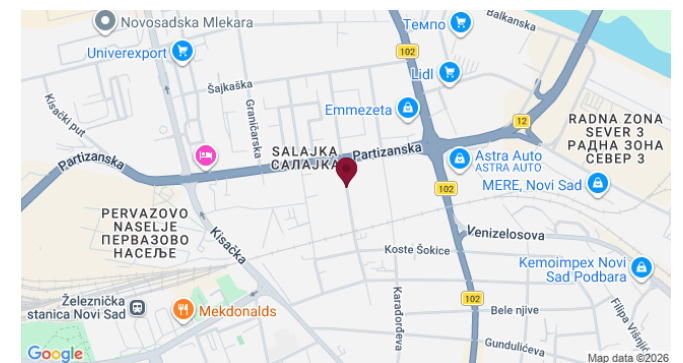 Novosadska Mlekara
Темпо
Balkanska
Univerexport
102
Lidl
Šajkaška
Kisački put
Graničarska
Emmezeta
12
RADNA ZONA
SEVER 3
РАДНА ЗОНА
СЕВЕР 3
SALAJKA
САЛАЈКА
Partizanska
Partizanska
Astra Auto
ASTRA AUTO
102
MERE, Novi Sad
PERVAZOVO
NASELJE
ПЕРВАЗОВО
НАСЕЉЕ
Kisačka
Venizelosova
Koste Šokice
Kemoimpex Novi
Sad Podbara
Železnička
stanica Novi Sad
Mekdonalds
Karađorđeva
102
Bele njive
Filipa Višnjić
Gundulićeva
Google
Map data ©2026